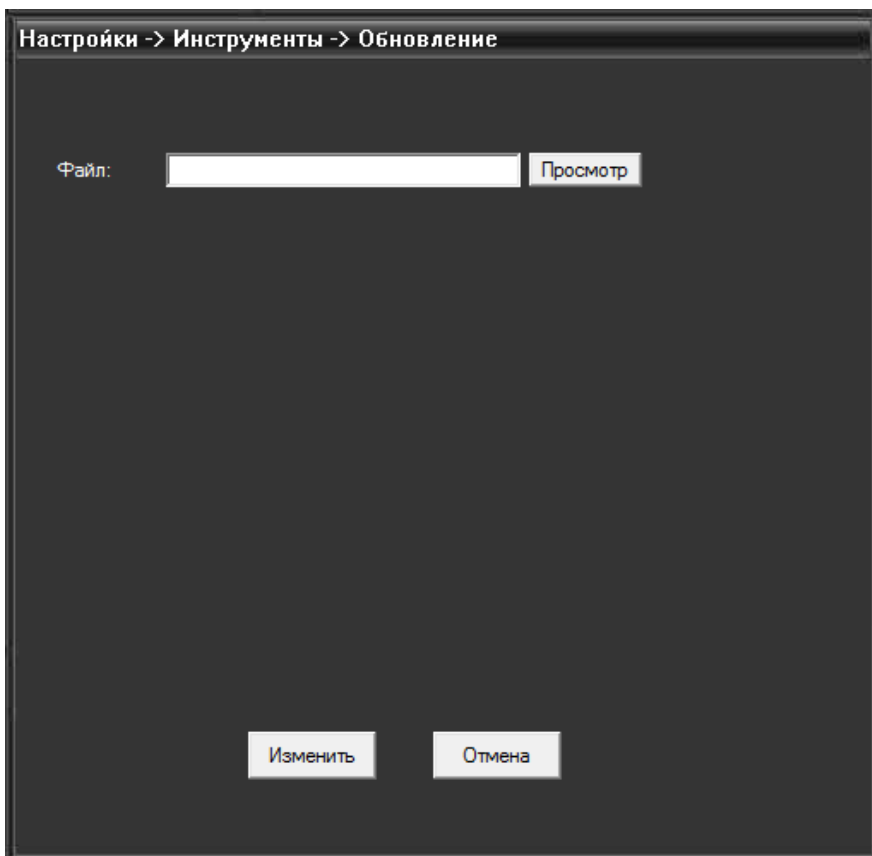 Настройки -> Инструменты -> Обновление
Файл:
Просмотр
Изменить
Отмена